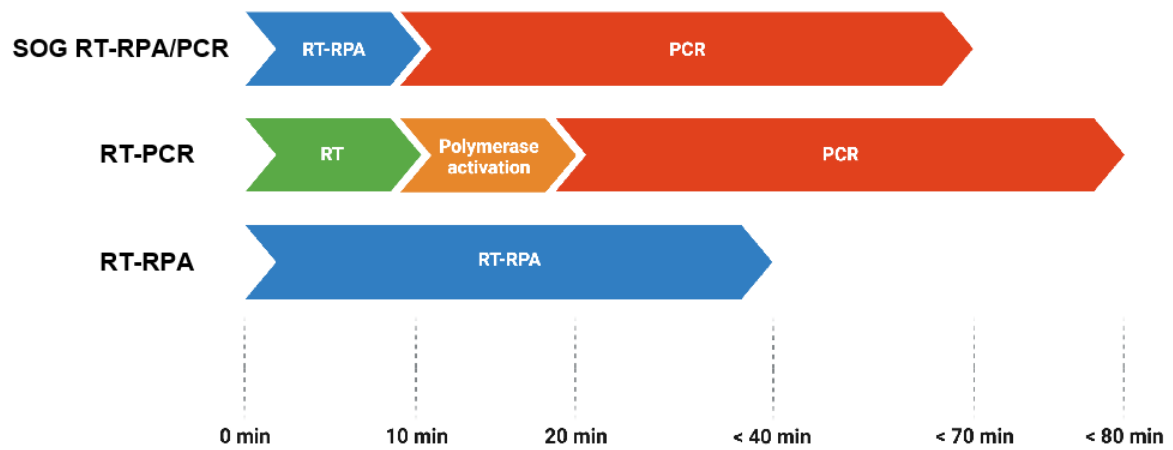 SOG RT-RPA/PCR
RT-RPA
PCR
RT-PCR
RT
Polymerase
activation
PCR
RT-RPA
RT-RPA
0 min
10 min
20 min
< 40 min
< 70 min
< 80 min